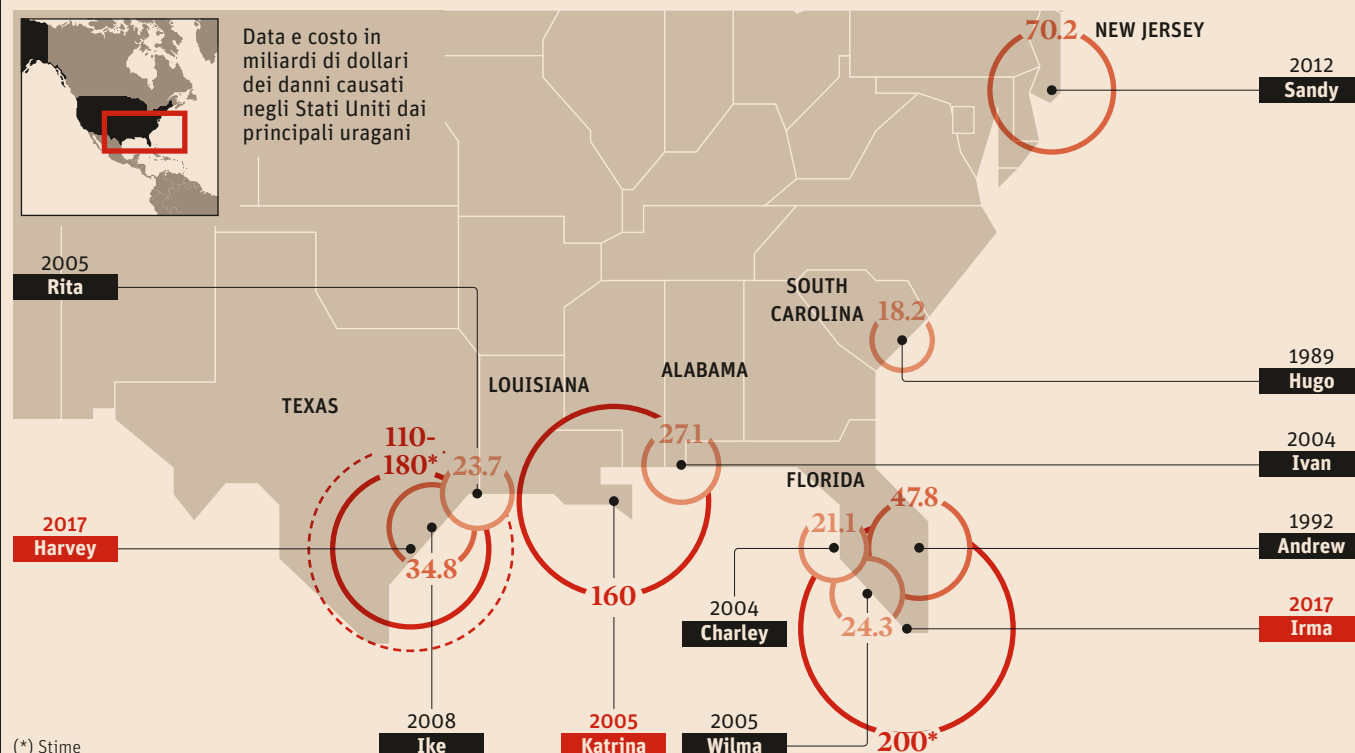 Data e costo in
miliardi di dollari
dei danni causati
negli Stati Uniti dai
principali uragani
70.2
NEW JERSEY
2012
Sandy
2005
Rita
SOUTH
CAROLINA
18.2
1989
Hugo
ALABAMA
LOUISIANA
TEXAS
110-
180*
23.7
27.1
2004
Ivan
FLORIDA
47.8
21.1
2017
Harvey
34.8
1992
Andrew
160
2004
Charley
24.3
2017
Irma
2008
Ike
2005
Katrina
2005
Wilma
200*
(*) Stime